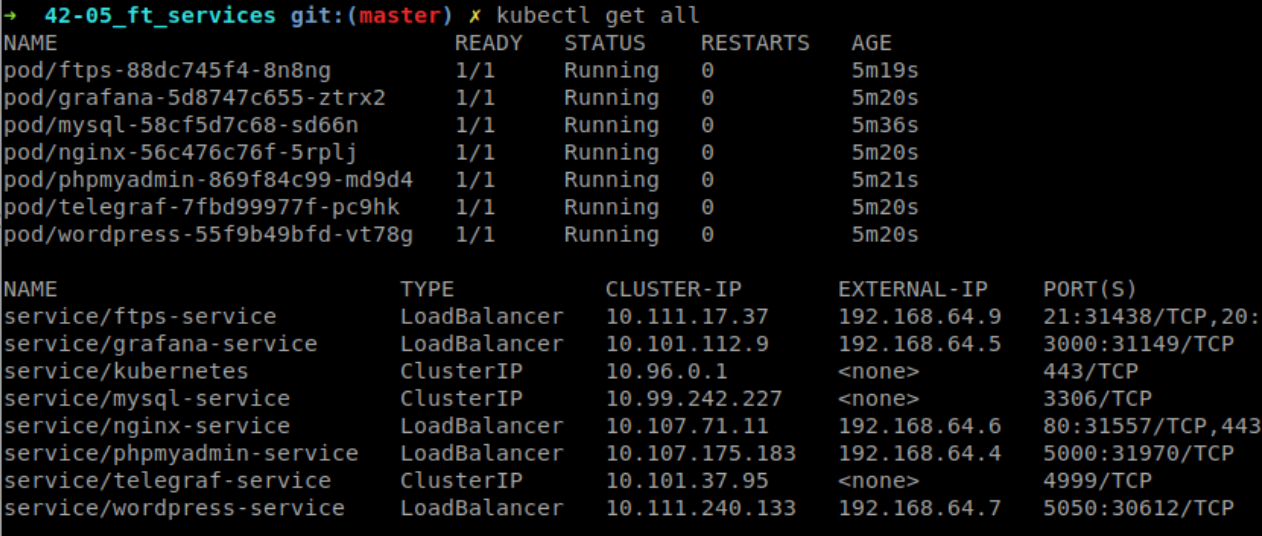 ➜  42-05_ft_services git:(master) ✗ kubectl get all
NAME                             READY   STATUS    RESTARTS   AGE
pod/ftps-88dc745f4-8n8ng         1/1     Running   0          5m19s
pod/grafana-5d8747c655-ztrx2     1/1     Running   0          5m20s
pod/mysql-58cf5d7c68-sd66n       1/1     Running   0          5m36s
pod/nginx-56c476c76f-5rplj       1/1     Running   0          5m20s
pod/phpmyadmin-869f84c99-md9d4   1/1     Running   0          5m21s
pod/telegraf-7fbd99977f-pc9hk    1/1     Running   0          5m20s
pod/wordpress-55f9b49bfd-vt78g   1/1     Running   0          5m20s

NAME                         TYPE           CLUSTER-IP       EXTERNAL-IP    PORT(S)
service/ftps-service         LoadBalancer   10.111.17.37     192.168.64.9   21:31438/TCP,20:
service/grafana-service      LoadBalancer   10.101.112.9     192.168.64.5   3000:31149/TCP
service/kubernetes           ClusterIP      10.96.0.1        <none>         443/TCP
service/mysql-service        ClusterIP      10.99.242.227    <none>         3306/TCP
service/nginx-service        LoadBalancer   10.107.71.11     192.168.64.6   80:31557/TCP,443
service/phpmyadmin-service   LoadBalancer   10.107.175.183   192.168.64.4   5000:31970/TCP
service/telegraf-service     ClusterIP      10.101.37.95     <none>         4999/TCP
service/wordpress-service    LoadBalancer   10.111.240.133   192.168.64.7   5050:30612/TCP